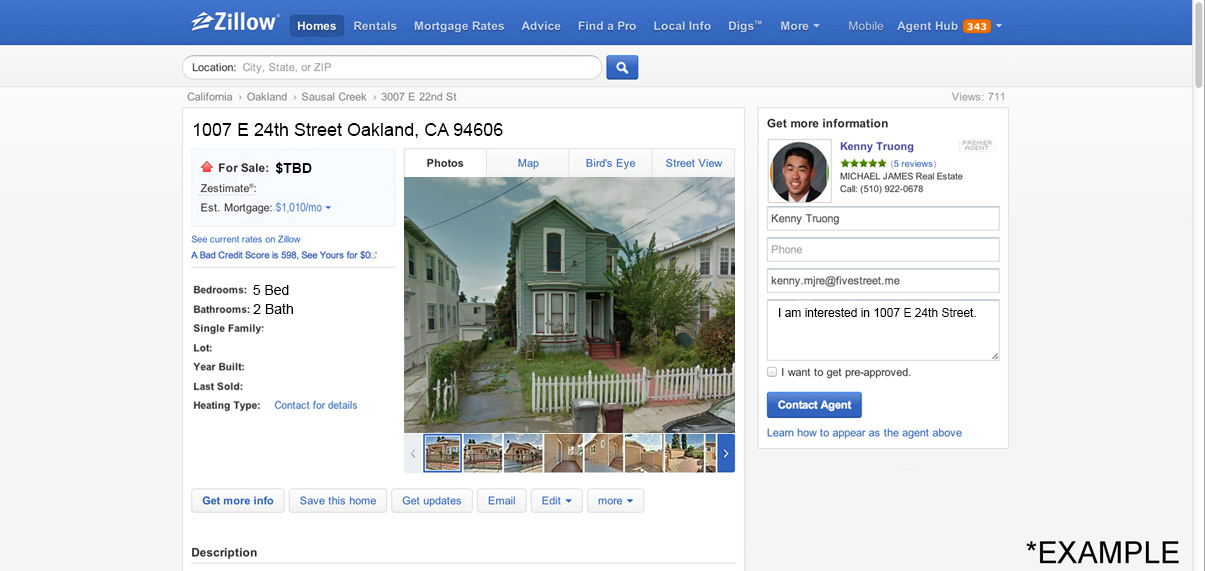 Zillow® Homes Rentals Mortgage Rates Advice Find a Pro Local Info Digs™ More Mobile Agent Hub 343
Location: City, State, or ZIP
California › Oakland › Sausal Creek › 3007 E 22nd St
Views: 711
1007 E 24th Street Oakland, CA 94606
For Sale: $TBD
Zestimate®:
Est. Mortgage: $1,010/mo
See current rates on Zillow
A Bad Credit Score is 598, See Yours for $0
Bedrooms: 5 Bed
Bathrooms: 2 Bath
Single Family:
Lot:
Year Built:
Last Sold:
Heating Type: Contact for details
Photos Map Bird's Eye Street View
Get more info Save this home Get updates Email Edit more
Description
Get more information
Kenny Truong
PREMIER
AGENT
(5 reviews)
MICHAEL JAMES Real Estate
Call: (510) 922-0678
Kenny Truong
Phone
kenny.mjre@fivestreet.me
I am interested in 1007 E 24th Street.
I want to get pre-approved.
Contact Agent
Learn how to appear as the agent above
*EXAMPLE